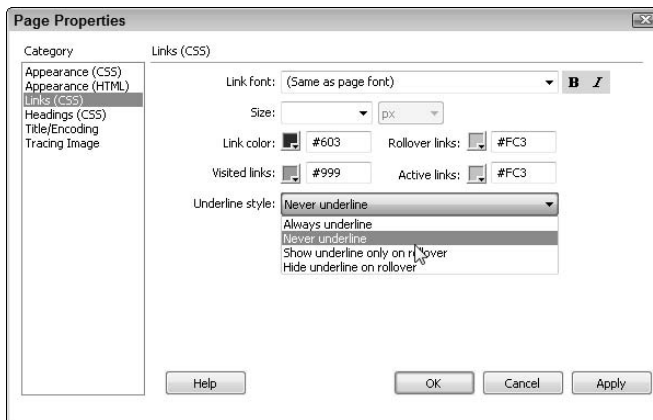 Page Properties
Category
Links (CSS)
Appearance (CSS)
Appearance (HTML)
Links (CSS)
Headings (CSS)
Title/Encoding
Tracing Image
Link font: (Same as page font) B I
Size: px
Link color: #603 Rollover links: #FC3
Visited links: #999 Active links: #FC3
Underline style: Never underline
Always underline
Never underline
Show underline only on rollover
Hide underline on rollover
Help OK Cancel Apply